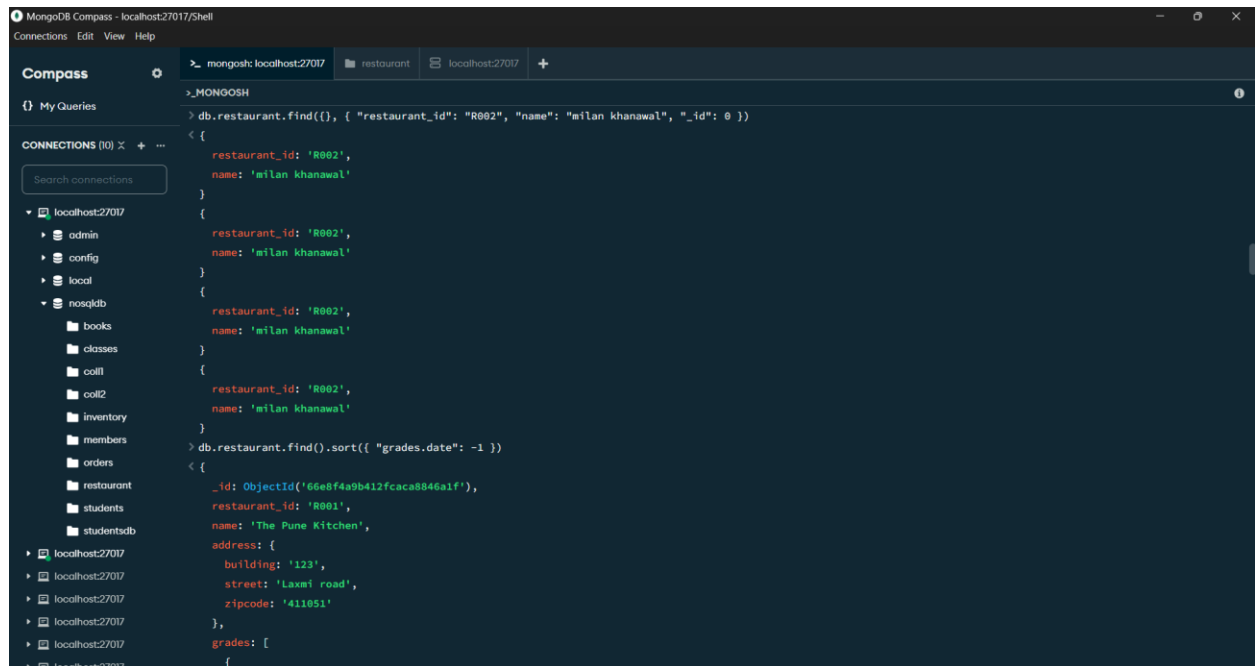 MongoDB Compass - localhost:27017/Shell
Connections Edit View Help
Compass
{} My Queries
CONNECTIONS (10)
Search connections
localhost:27017
admin
config
local
nosqldb
books
classes
coll1
coll2
inventory
members
orders
restaurant
students
studentsdb
localhost:27017
localhost:27017
localhost:27017
localhost:27017
localhost:27017
localhost:27017
>_ mongosh: localhost:27017 restaurant localhost:27017 +
>_MONGOSH
> db.restaurant.find({}, { "restaurant_id": "R002", "name": "milan khanawal", "_id": 0 })
< {
restaurant_id: 'R002',
name: 'milan khanawal'
}
{
restaurant_id: 'R002',
name: 'milan khanawal'
}
{
restaurant_id: 'R002',
name: 'milan khanawal'
}
{
restaurant_id: 'R002',
name: 'milan khanawal'
}
> db.restaurant.find().sort({ "grades.date": -1 })
< {
_id: ObjectId('66e8f4a9b412fcaca8846a1f'),
restaurant_id: 'R001',
name: 'The Pune Kitchen',
address: {
building: '123',
street: 'Laxmi road',
zipcode: '411051'
},
grades: [
{